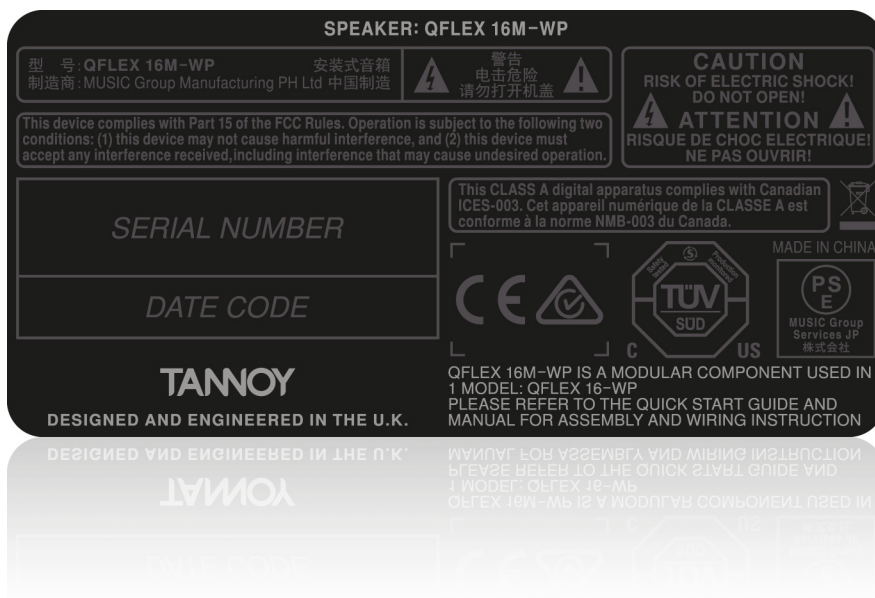 SPEAKER: QFLEX 16M-WP
型 号: QFLEX 16M-WP 安装式音箱
制造商: MUSIC Group Manufacturing PH Ltd 中国制造
警告
电击危险
请勿打开机盖
CAUTION
RISK OF ELECTRIC SHOCK!
DO NOT OPEN!
ATTENTION
RISQUE DE CHOC ELECTRIQUE!
NE PAS OUVRIR!
This device complies with Part 15 of the FCC Rules. Operation is subject to the following two
conditions: (1) this device may not cause harmful interference, and (2) this device must
accept any interference received, including interference that may cause undesired operation.
SERIAL NUMBER
DATE CODE
This CLASS A digital apparatus complies with Canadian
ICES-003. Cet appareil numérique de la CLASSE A est
conforme à la norme NMB-003 du Canada.
MADE IN CHINA
CE
Safety tested
S
Production monitored
TÜV
SÜD
C US
PS
E
MUSIC Group
Services JP
株式会社
TANNOY
DESIGNED AND ENGINEERED IN THE U.K.
QFLEX 16M-WP IS A MODULAR COMPONENT USED IN
1 MODEL: QFLEX 16-WP
PLEASE REFER TO THE QUICK START GUIDE AND
MANUAL FOR ASSEMBLY AND WIRING INSTRUCTION